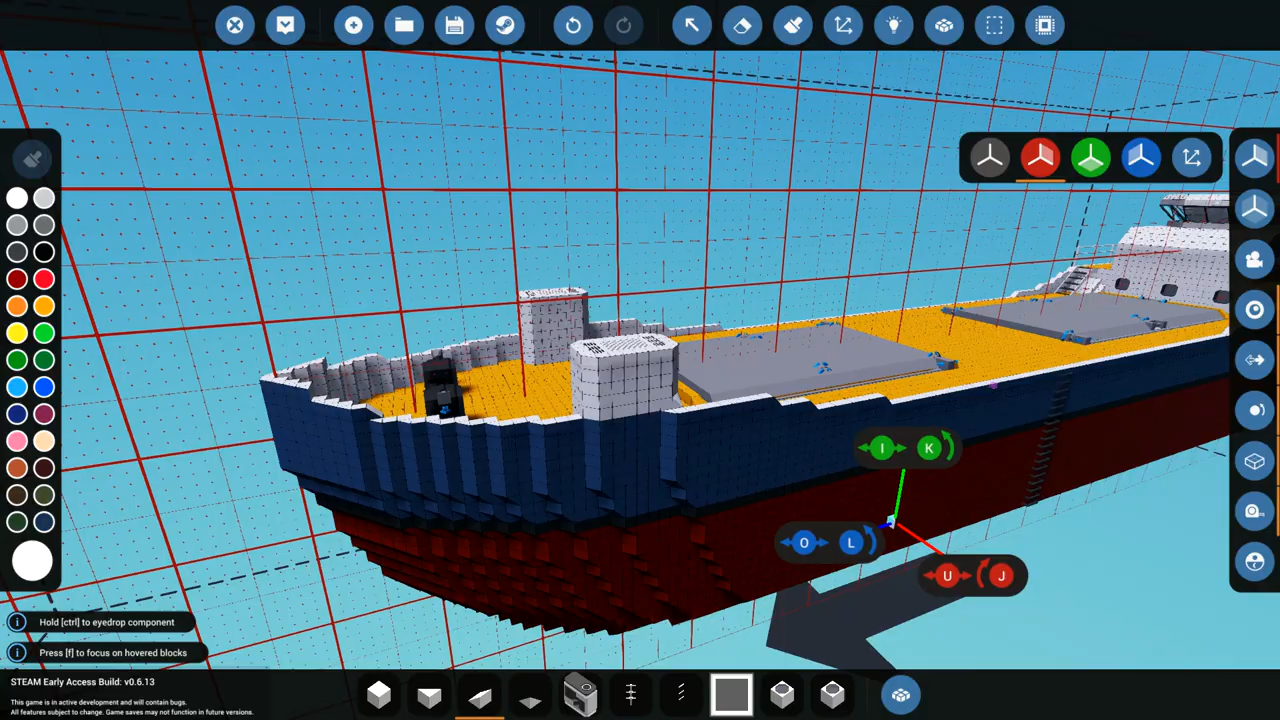 I K
O L
U J
Hold [ctrl] to eyedrop component
Press [f] to focus on hovered blocks
STEAM Early Access Build: v0.6.13
This game is in active development and will contain bugs.
All features subject to change. Game saves may not function in future versions.